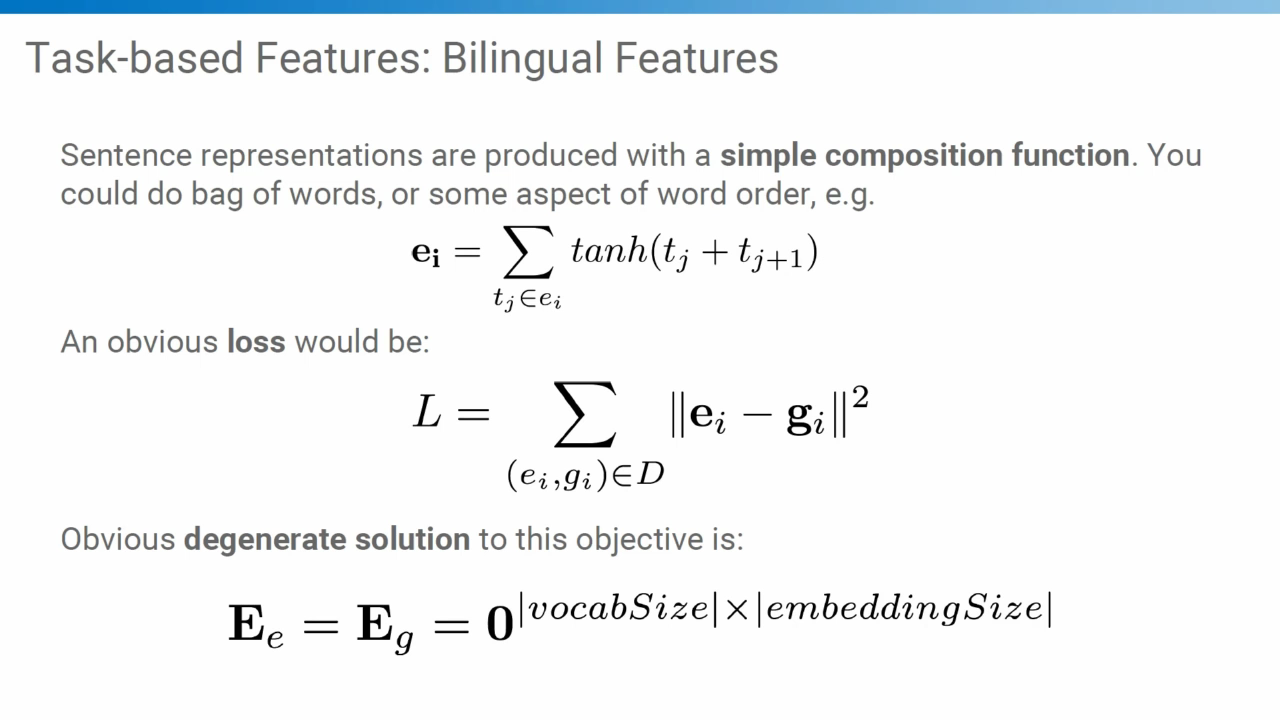 Task-based Features: Bilingual Features
Sentence representations are produced with a simple composition function. You
could do bag of words, or some aspect of word order, e.g.
$\mathbf{e_i} = \sum_{t_j \in e_i} tanh(t_j + t_{j+1})$
An obvious loss would be:
$L = \sum_{(e_i, g_i) \in D} \|\mathbf{e}_i - \mathbf{g}_i\|^2$
Obvious degenerate solution to this objective is:
$\mathbf{E}_e = \mathbf{E}_g = \mathbf{0}^{|vocabSize| \times |embeddingSize|}$